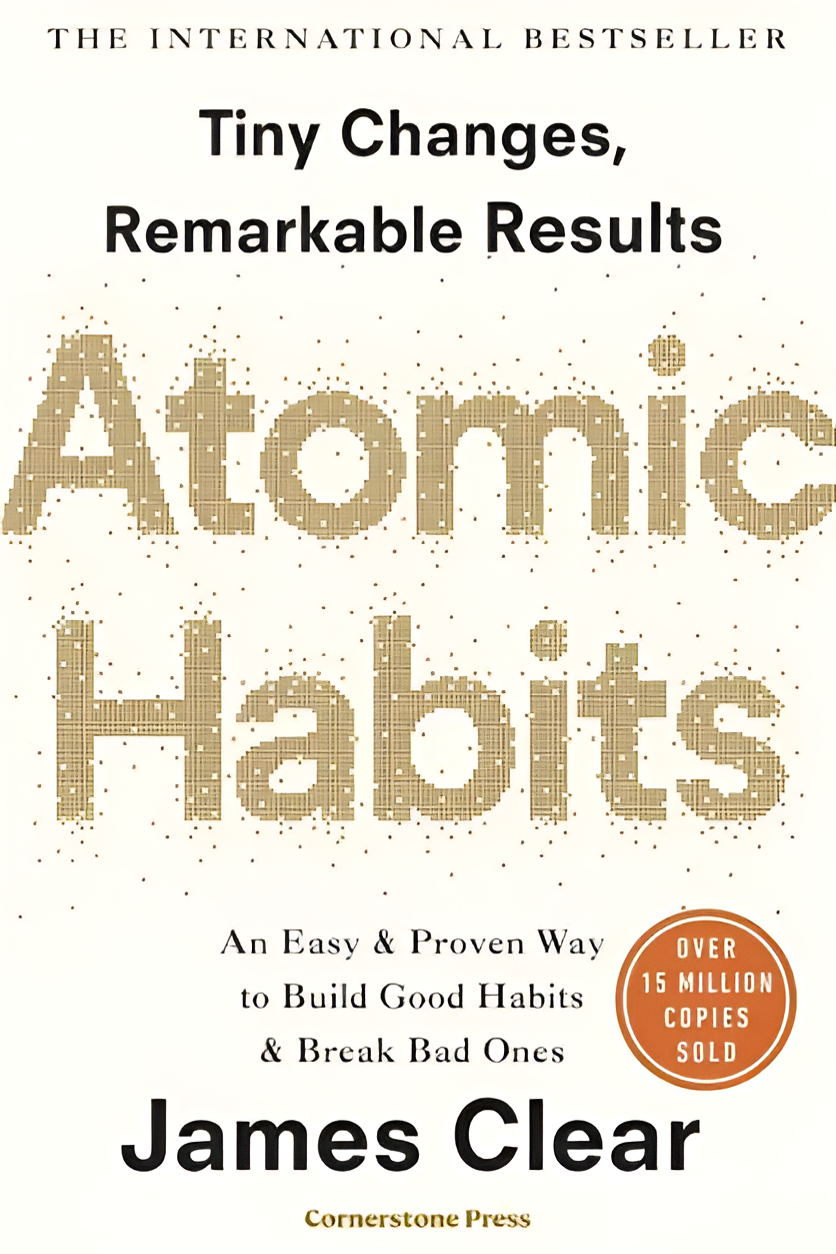 THE INTERNATIONAL BESTSELLER
Tiny Changes,
Remarkable Results
Atomic
Habits
An Easy & Proven Way
to Build Good Habits
& Break Bad Ones
OVER
15 MILLION
COPIES
SOLD
James Clear
Cornerstone Press